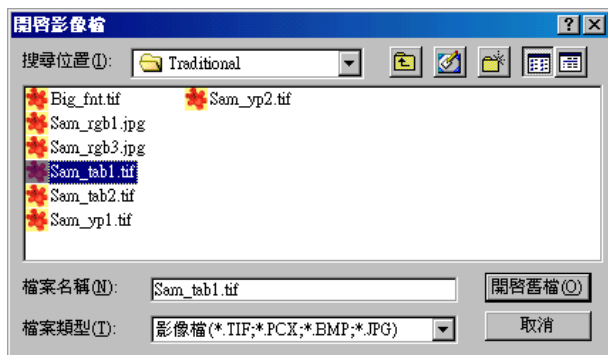 開啓影像檔
搜尋位置(I): Traditional
Big_fnt.tif
Sam_rgb1.jpg
Sam_rgb3.jpg
Sam_tab1.tif
Sam_tab2.tif
Sam_yp1.tif
Sam_yp2.tif
檔案名稱(N): Sam_tab1.tif 開啓舊檔(O)
檔案類型(T): 影像檔(*.TIF;*.PCX;*.BMP;*.JPG) 取消